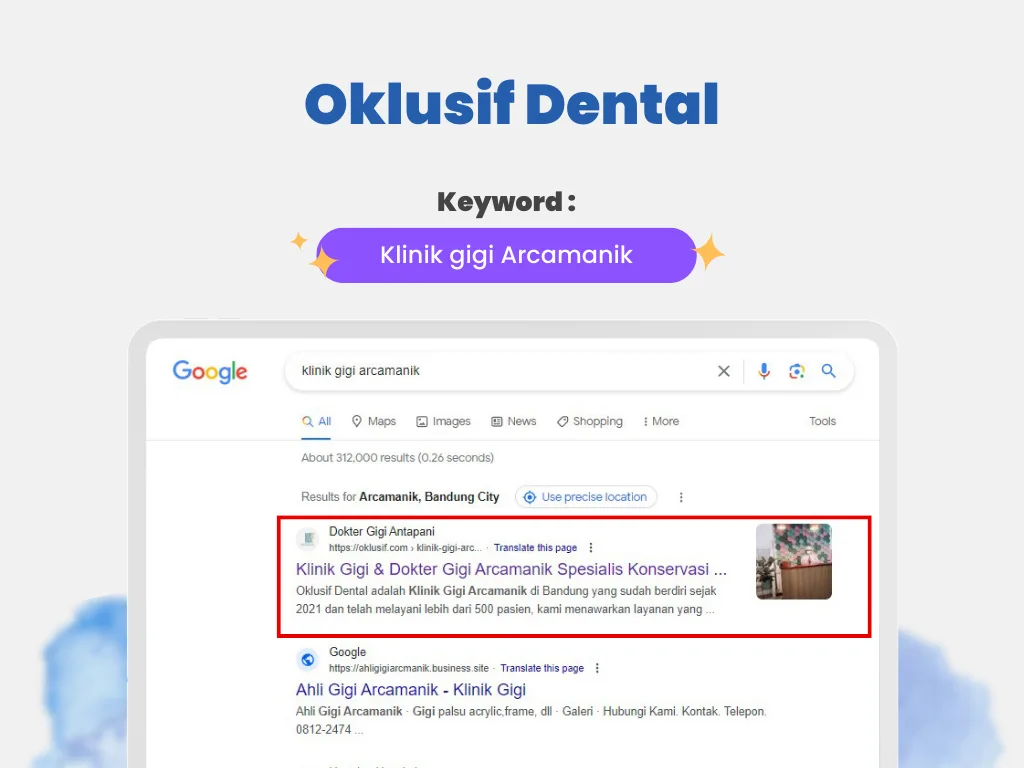 Oklusif Dental
Keyword :
Klinik gigi Arcamanik
Google
klinik gigi arcamanik
All Maps Images News Shopping More Tools
About 312,000 results (0.26 seconds)
Results for Arcamanik, Bandung City Use precise location
Dokter Gigi Antapani
https://oklusif.com › klinik-gigi-arc... · Translate this page
Klinik Gigi & Dokter Gigi Arcamanik Spesialis Konservasi ...
Oklusif Dental adalah Klinik Gigi Arcamanik di Bandung yang sudah berdiri sejak
2021 dan telah melayani lebih dari 500 pasien, kami menawarkan layanan yang ...
Google
https://ahligigiarcmanik.business.site · Translate this page
Ahli Gigi Arcamanik - Klinik Gigi
Ahli Gigi Arcamanik · Gigi palsu acrylic,frame, dll · Galeri · Hubungi Kami. Kontak. Telepon.
0812-2474 ...